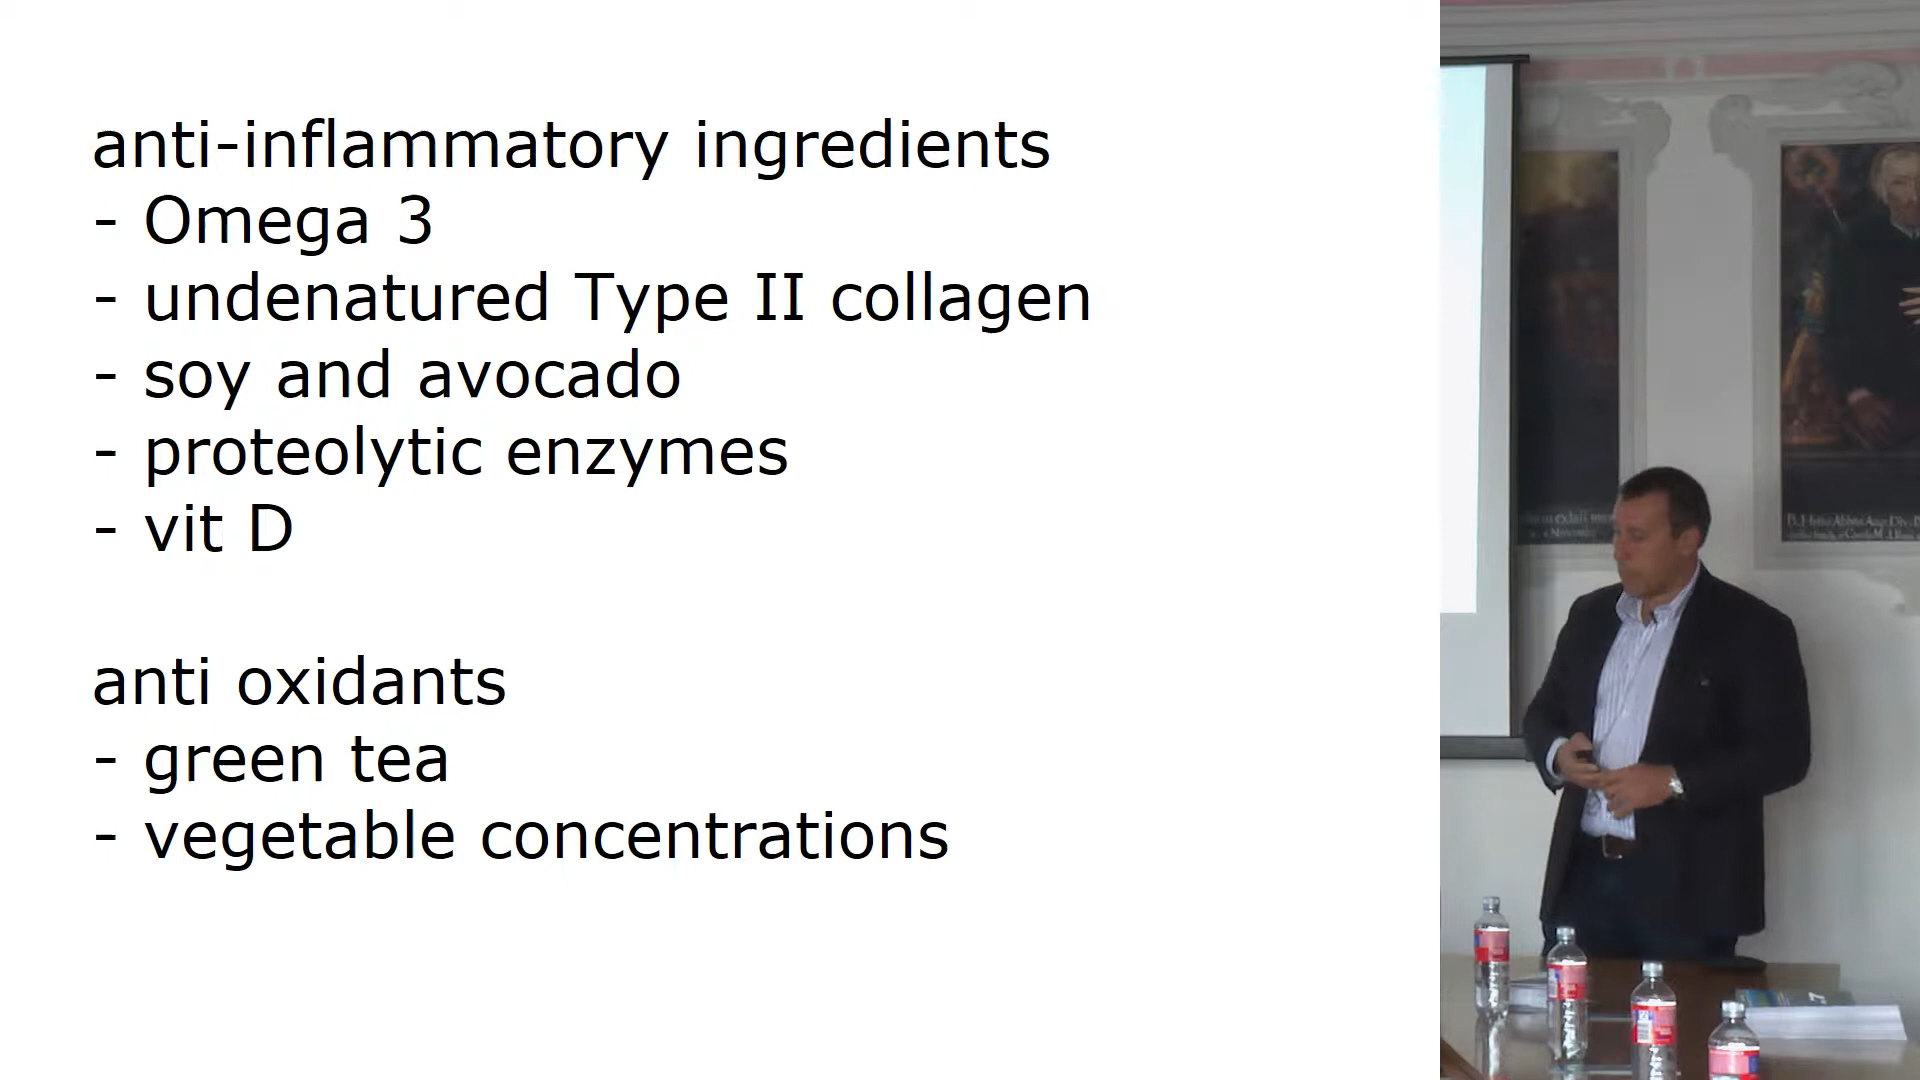 anti-inflammatory ingredients
- Omega 3
- undenatured Type II collagen
- soy and avocado
- proteolytic enzymes
- vit D
anti oxidants
- green tea
- vegetable concentrations